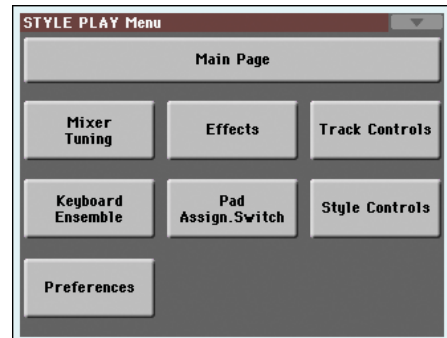 STYLE PLAY Menu
Main Page
Mixer
Tuning
Effects
Track Controls
Keyboard
Ensemble
Pad
Assign.Switch
Style Controls
Preferences